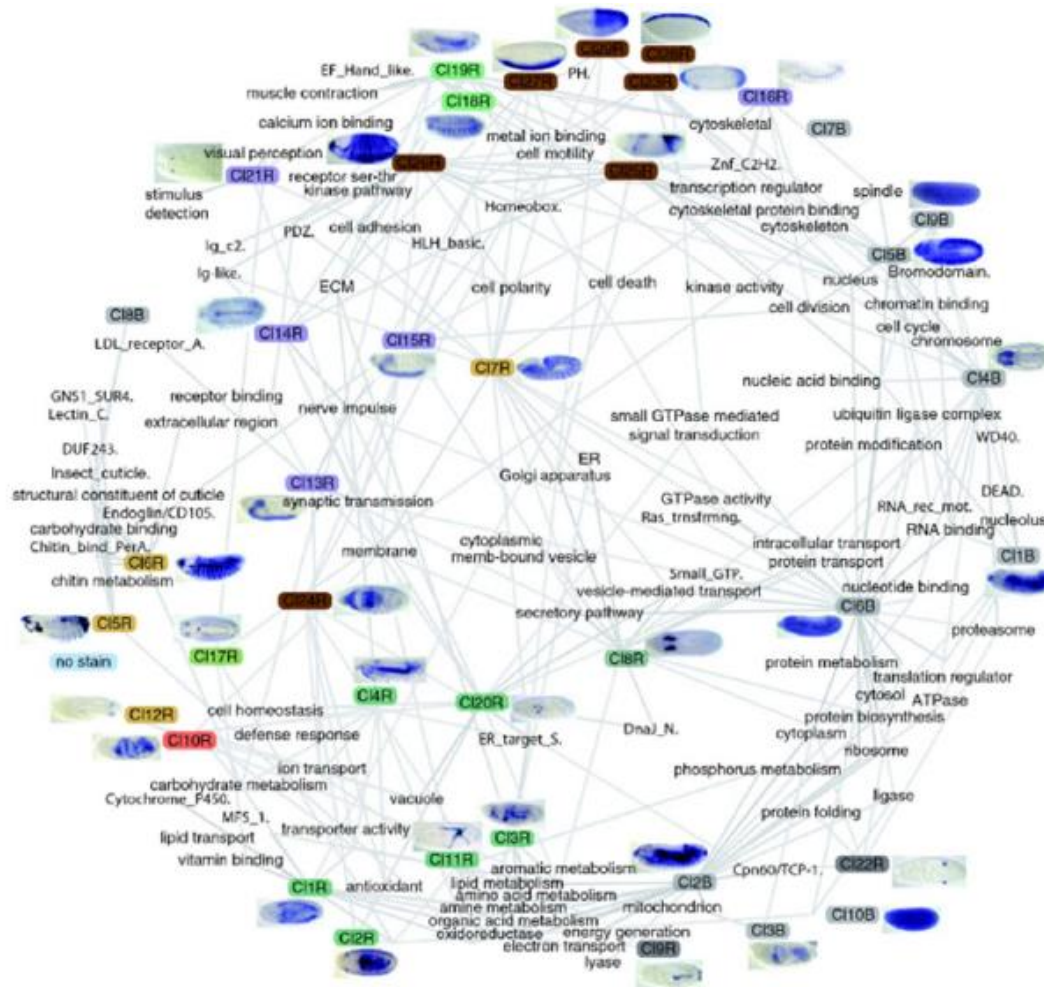 EF_Hand_like.
Cl19R
Cl27R
PH.
Cl23R
Cl16R
muscle contraction
Cl18R
cytoskeletal
Cl7B
calcium ion binding
metal ion binding
visual perception
cell motility
Cl21R
receptor ser-thr
kinase pathway
Cl25R
Znf_C2H2.
transcription regulator
spindle
stimulus
detection
Homeobox.
cytoskeletal protein binding
cytoskeleton
Cl9B
PDZ.
cell adhesion
HLH_basic.
Cl5B
Ig_c2.
Ig-like.
nucleus
Bromodomain.
ECM
cell polarity
cell death
kinase activity
cell division
chromatin binding
cell cycle
chromosome
Cl8B
Cl14R
Cl15R
LDL_receptor_A.
Cl7R
nucleic acid binding
Cl4B
GNS1_SUR4.
Lectin_C.
receptor binding
extracellular region
nerve impulse
small GTPase mediated
signal transduction
ubiquitin ligase complex
WD40.
protein modification
DUF243.
ER
Golgi apparatus
Insect_cuticle.
Cl13R
structural constituent of cuticle
synaptic transmission
DEAD.
Endoglin/CD105.
GTPase activity
RNA_rec_mot.
nucleolus
carbohydrate binding
Ras_trnsfrmng.
RNA binding
Chitin_bind_PerA.
cytoplasmic
memb-bound vesicle
membrane
intracellular transport
protein transport
Cl1B
Cl6R
chitin metabolism
Small_GTP.
vesicle-mediated transport
nucleotide binding
Cl24R
secretory pathway
Cl6B
Cl5R
proteasome
no stain
Cl17R
Cl8R
protein metabolism
translation regulator
Cl4R
Cl20R
cytosol
ATPase
Cl12R
cell homeostasis
protein biosynthesis
Cl10R
defense response
ER_target_S.
DnaJ_N.
cytoplasm
ribosome
ion transport
phosphorus metabolism
carbohydrate metabolism
Cytochrome_P450.
vacuole
ligase
MFS_1.
protein folding
lipid transport
transporter activity
Cl3R
vitamin binding
Cl11R
aromatic metabolism
Cpn60/TCP-1.
Cl22R
Cl1R
antioxidant
lipid metabolism
Cl2B
amino acid metabolism
amine metabolism
mitochondrion
organic acid metabolism
Cl10B
Cl2R
oxidoreductase
energy generation
Cl3B
electron transport
Cl9R
lyase